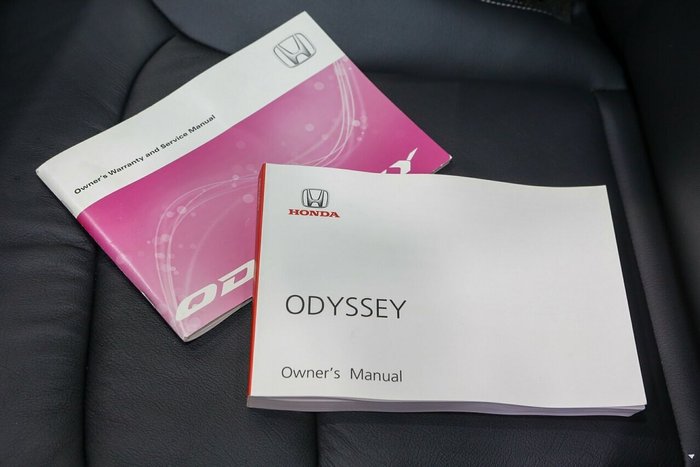 Owner's Warranty and Service Manual
HONDA
ODYSSEY
Owner's Manual